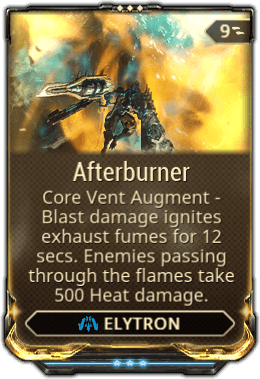 9
Afterburner
Core Vent Augment -
Blast damage ignites
exhaust fumes for 12
secs. Enemies passing
through the flames take
500 Heat damage.
ELYTRON